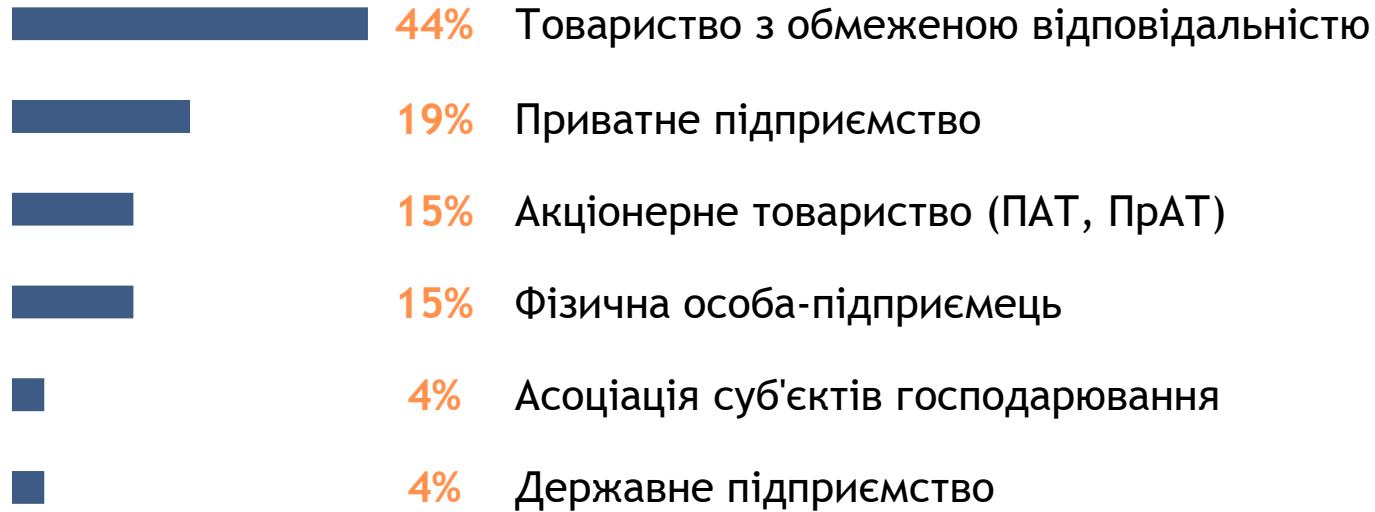 44% Товариство з обмеженою відповідальністю
19% Приватне підприємство
15% Акціонерне товариство (ПАТ, ПрАТ)
15% Фізична особа-підприємець
4% Асоціація суб'єктів господарювання
4% Державне підприємство